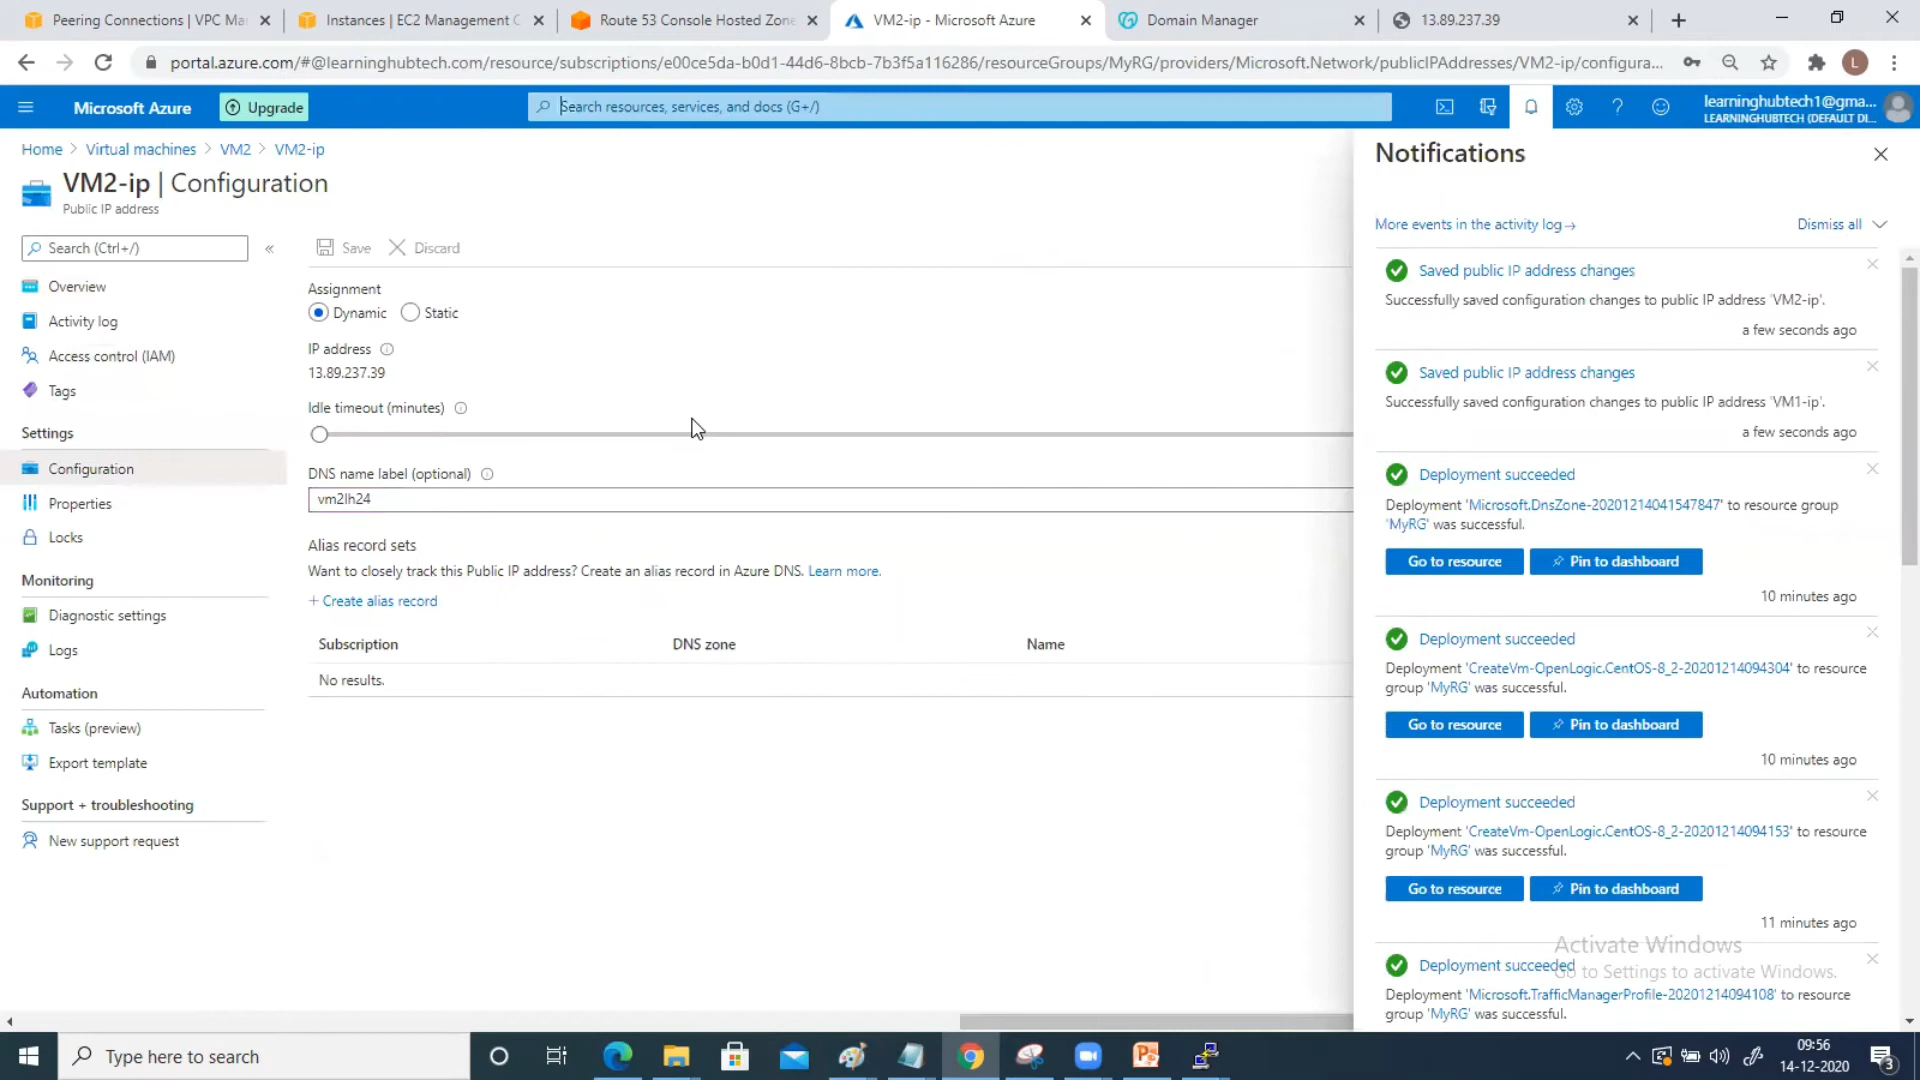 Peering Connections | VPC Ma
Instances | EC2 Management C
Route 53 Console Hosted Zone
VM2-ip - Microsoft Azure
Domain Manager
13.89.237.39
portal.azure.com/#@learninghubtech.com/resource/subscriptions/e00ce5da-b0d1-44d6-8bcb-7b3f5a116286/resourceGroups/MyRG/providers/Microsoft.Network/publicIPAddresses/VM2-ip/configura...
L
Microsoft Azure
Upgrade
Search resources, services, and docs (G+/)
learninghubtech1@gma...
LEARNINGHUBTECH (DEFAULT DI...
Home > Virtual machines > VM2 > VM2-ip
VM2-ip | Configuration
Public IP address
Search (Ctrl+/)
«
Overview
Activity log
Access control (IAM)
Tags
Settings
Configuration
Properties
Locks
Monitoring
Diagnostic settings
Logs
Automation
Tasks (preview)
Export template
Support + troubleshooting
New support request
Save
Discard
Assignment
Dynamic
Static
IP address
13.89.237.39
Idle timeout (minutes)
DNS name label (optional)
vm2lh24
Alias record sets
Want to closely track this Public IP address? Create an alias record in Azure DNS. Learn more.
+ Create alias record
Subscription
DNS zone
Name
No results.
Notifications
More events in the activity log →
Dismiss all
Saved public IP address changes
Successfully saved configuration changes to public IP address 'VM2-ip'.
a few seconds ago
Saved public IP address changes
Successfully saved configuration changes to public IP address 'VM1-ip'.
a few seconds ago
Deployment succeeded
Deployment 'Microsoft.DnsZone-20201214041547847' to resource group
'MyRG' was successful.
Go to resource
Pin to dashboard
10 minutes ago
Deployment succeeded
Deployment 'CreateVm-OpenLogic.CentOS-8_2-20201214094304' to resource
group 'MyRG' was successful.
Go to resource
Pin to dashboard
10 minutes ago
Deployment succeeded
Deployment 'CreateVm-OpenLogic.CentOS-8_2-20201214094153' to resource
group 'MyRG' was successful.
Go to resource
Pin to dashboard
11 minutes ago
Activate Windows
Deployment succeeded
Go to Settings to activate Windows.
Deployment 'Microsoft.TrafficManagerProfile-20201214094108' to resource
group 'MyRG' was successful.
Type here to search
09:56
14-12-2020
3